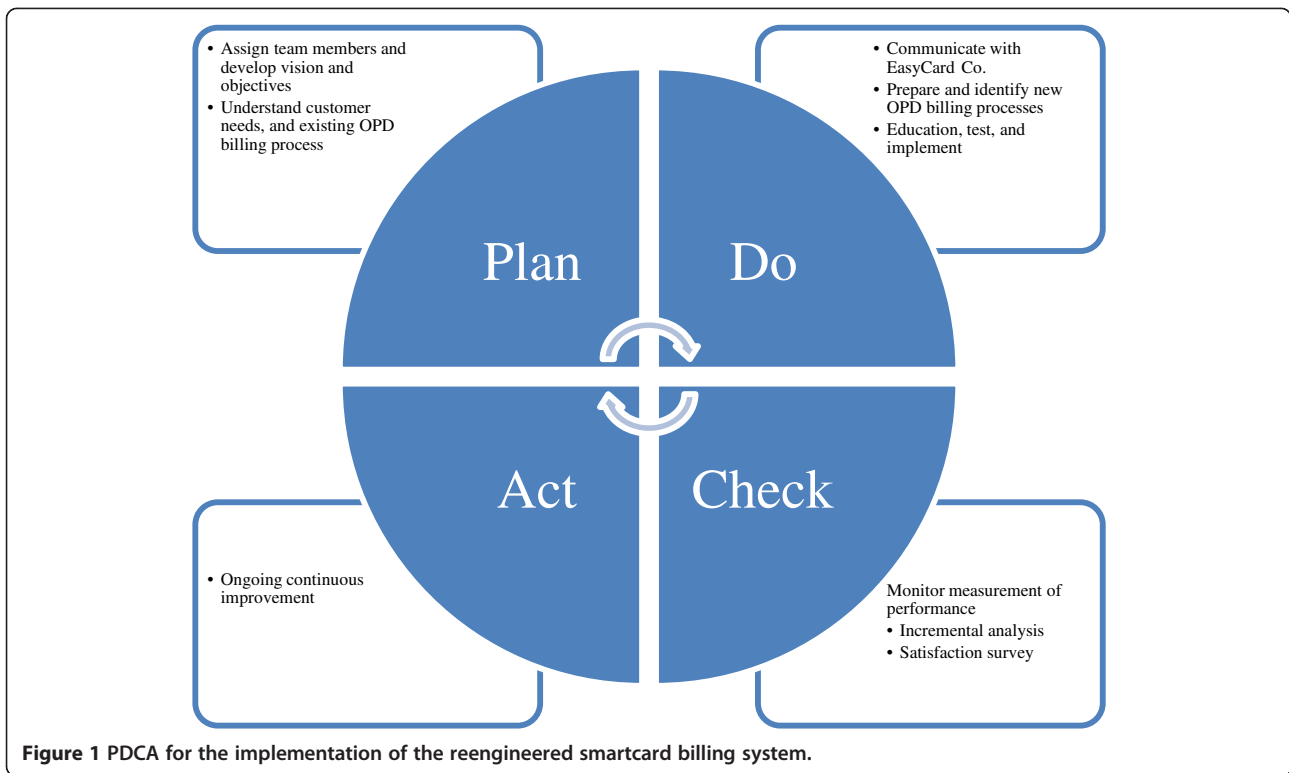 • Assign team members and
develop vision and
objectives
• Understand customer
needs, and existing OPD
billing process
• Communicate with
EasyCard Co.
• Prepare and identify new
OPD billing processes
• Education, test, and
implement
Plan
Do
Act
Check
• Ongoing continuous
improvement
Monitor measurement of
performance
• Incremental analysis
• Satisfaction survey
Figure 1 PDCA for the implementation of the reengineered smartcard billing system.